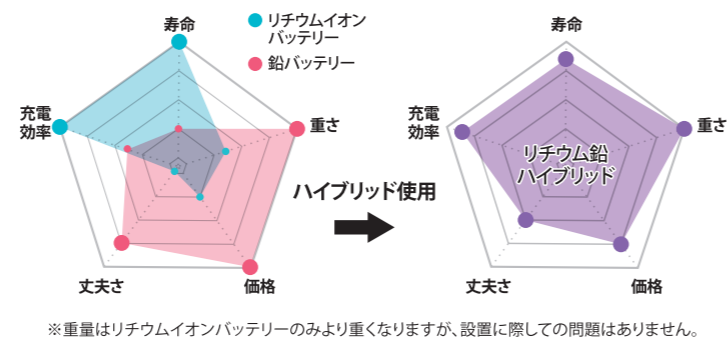 寿命
リチウムイオン
バッテリー
鉛バッテリー
充電
効率
重さ
丈夫さ
価格
ハイブリッド使用
寿命
充電
効率
重さ
リチウム鉛
ハイブリッド
丈夫さ
価格
※重量はリチウムイオンバッテリーのみより重くなりますが、設置に際しての問題はありません。